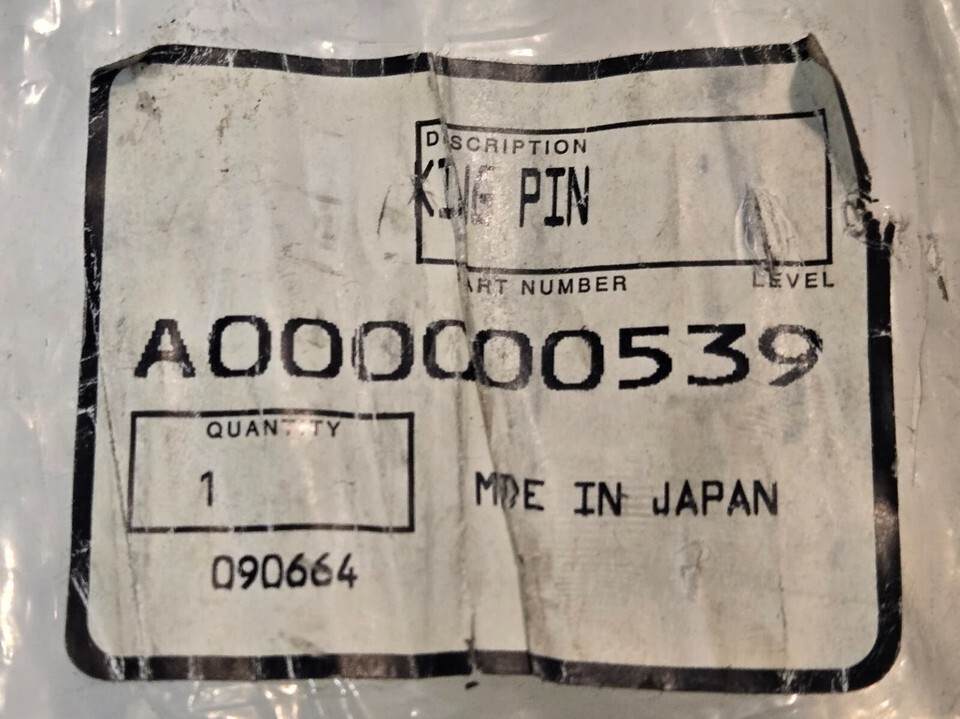 DESCRIPTION
KING PIN
PART NUMBER LEVEL
A000000539
QUANTITY
1
MDE IN JAPAN
090664